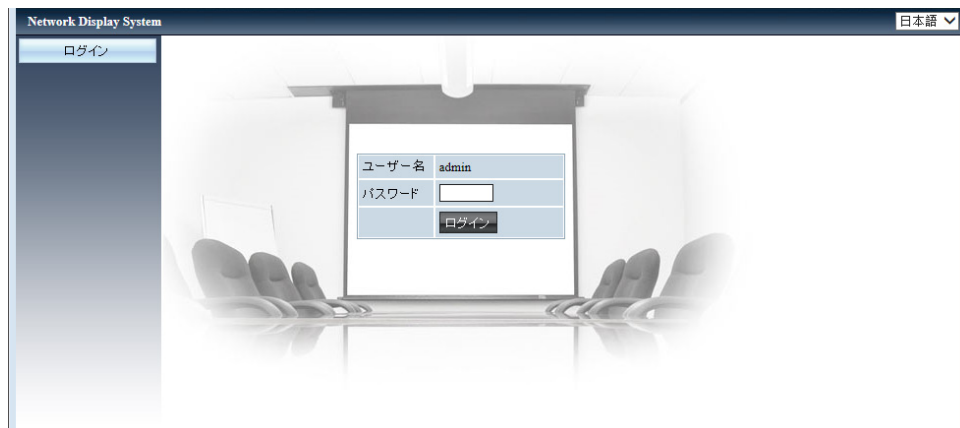 Network Display System
日本語
ログイン
ユーザー名 admin
パスワード
ログイン